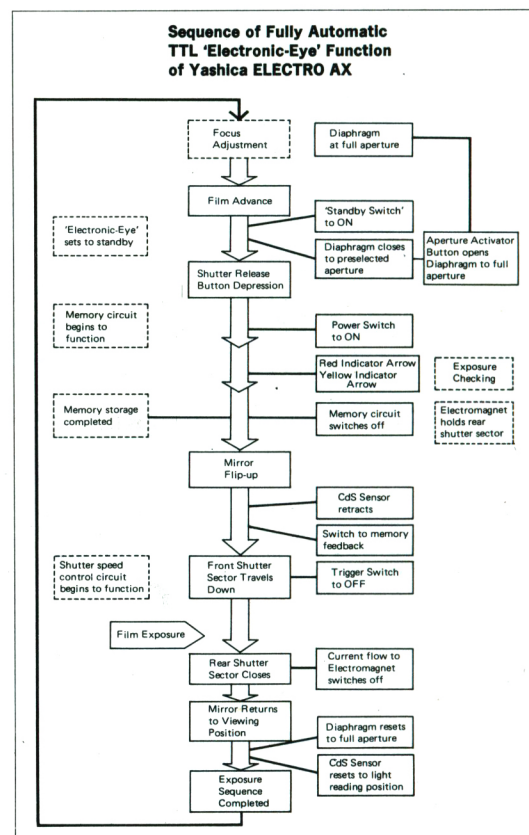 Sequence of Fully Automatic
TTL ‘Electronic-Eye’ Function
of Yashica ELECTRO AX
Focus
Adjustment
Diaphragm
at full aperture
Film Advance
‘Standby Switch’
to ON
‘Electronic-Eye’
sets to standby
Diaphragm closes
to preselected
aperture
Aperture Activator
Button opens
Diaphragm to full
aperture
Shutter Release
Button Depression
Memory circuit
begins to
function
Power Switch
to ON
Red Indicator Arrow
Yellow Indicator
Arrow
Exposure
Checking
Memory storage
completed
Memory circuit
switches off
Electromagnet
holds rear
shutter sector
Mirror
Flip-up
CdS Sensor
retracts
Switch to memory
feedback
Shutter speed
control circuit
begins to function
Front Shutter
Sector Travels
Down
Trigger Switch
to OFF
Film Exposure
Rear Shutter
Sector Closes
Current flow to
Electromagnet
switches off
Mirror Returns
to Viewing
Position
Diaphragm resets
to full aperture
CdS Sensor
resets to light
reading position
Exposure
Sequence
Completed